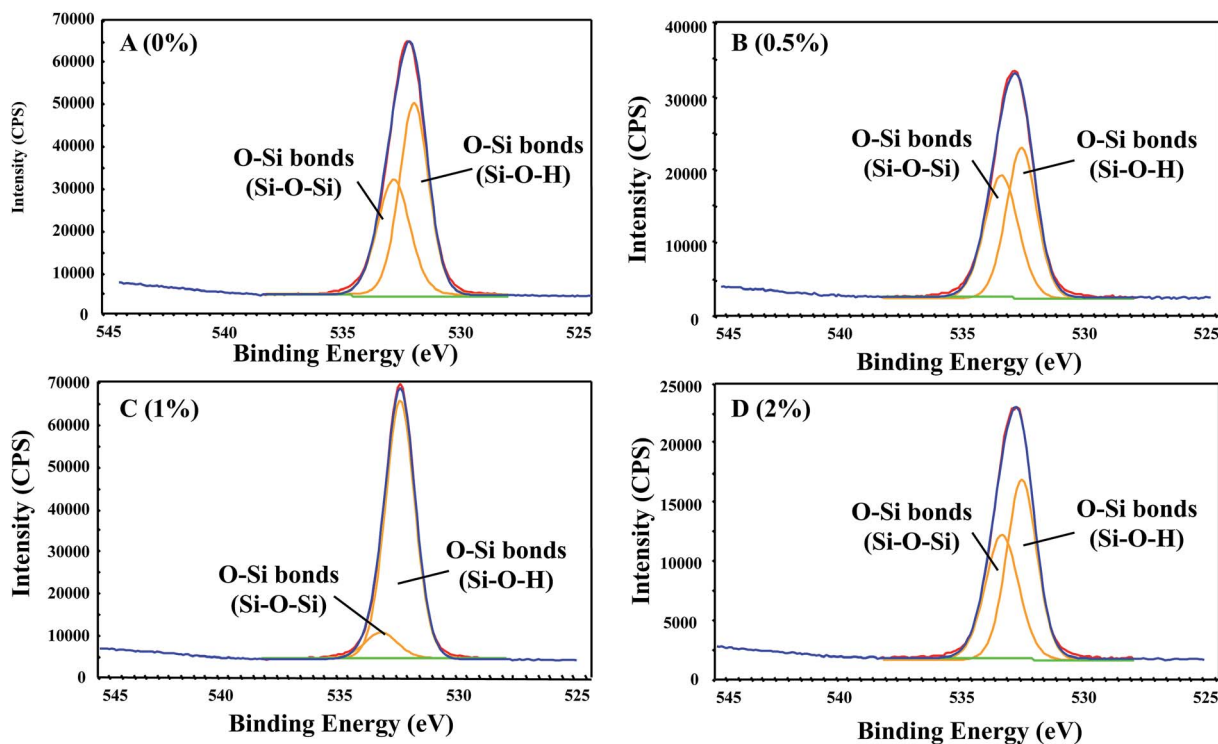 A (0%)
Intensity (CPS)
70000
60000
50000
40000
30000
20000
10000
0
O-Si bonds
(Si-O-Si)
O-Si bonds
(Si-O-H)
545
540
535
530
525
Binding Energy (eV)
B (0.5%)
Intensity (CPS)
40000
30000
20000
10000
0
O-Si bonds
(Si-O-Si)
O-Si bonds
(Si-O-H)
545
540
535
530
525
Binding Energy (eV)
C (1%)
Intensity (CPS)
70000
60000
50000
40000
30000
20000
10000
0
O-Si bonds
(Si-O-Si)
O-Si bonds
(Si-O-H)
545
540
535
530
525
Binding Energy (eV)
D (2%)
Intensity (CPS)
25000
20000
15000
10000
5000
0
O-Si bonds
(Si-O-Si)
O-Si bonds
(Si-O-H)
545
540
535
530
525
Binding Energy (eV)